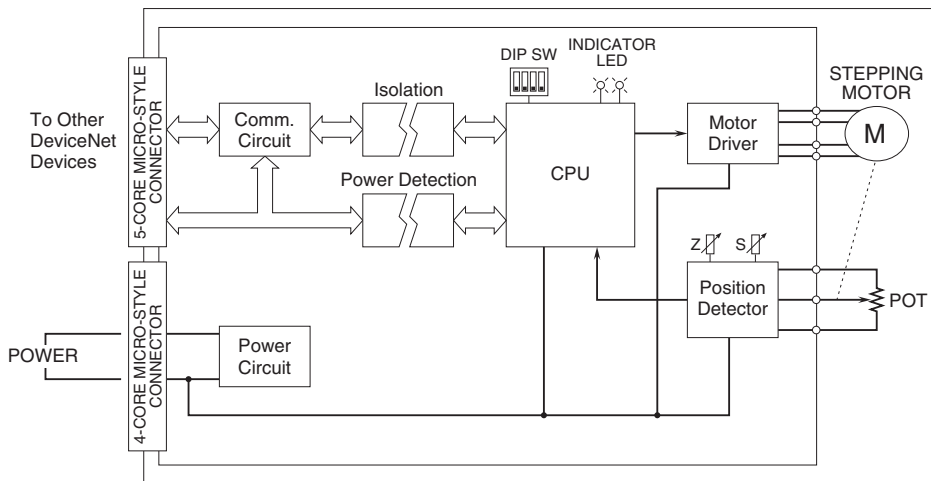 DIP SW
INDICATOR
LED
STEPPING
MOTOR
To Other
DeviceNet
Devices
5-CORE MICRO-STYLE
CONNECTOR
Comm.
Circuit
Isolation
Power Detection
CPU
Motor
Driver
M
Z
S
Position
Detector
POT
POWER
4-CORE MICRO-STYLE
CONNECTOR
Power
Circuit